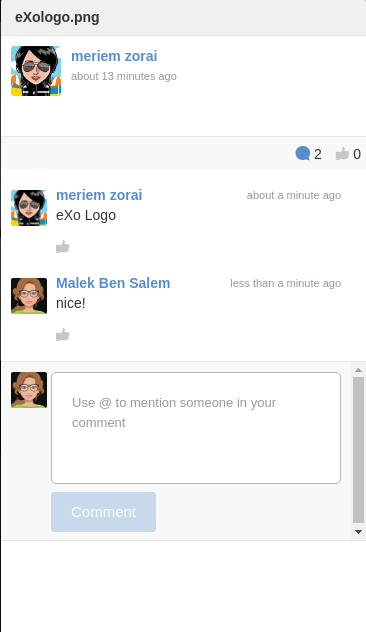 eXologo.png
meriem zorai
about 13 minutes ago
2 0
meriem zorai about a minute ago
eXo Logo
Malek Ben Salem less than a minute ago
nice!
Use @ to mention someone in your
comment
Comment